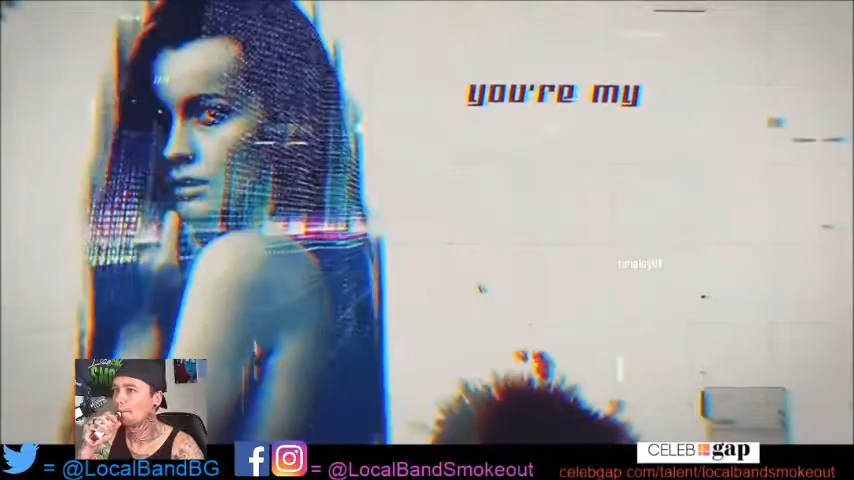 you're my
= @LocalBandBG
= @LocalBandSmokeout
CELEB gap
celebgap.com/talent/localbandsmokeout